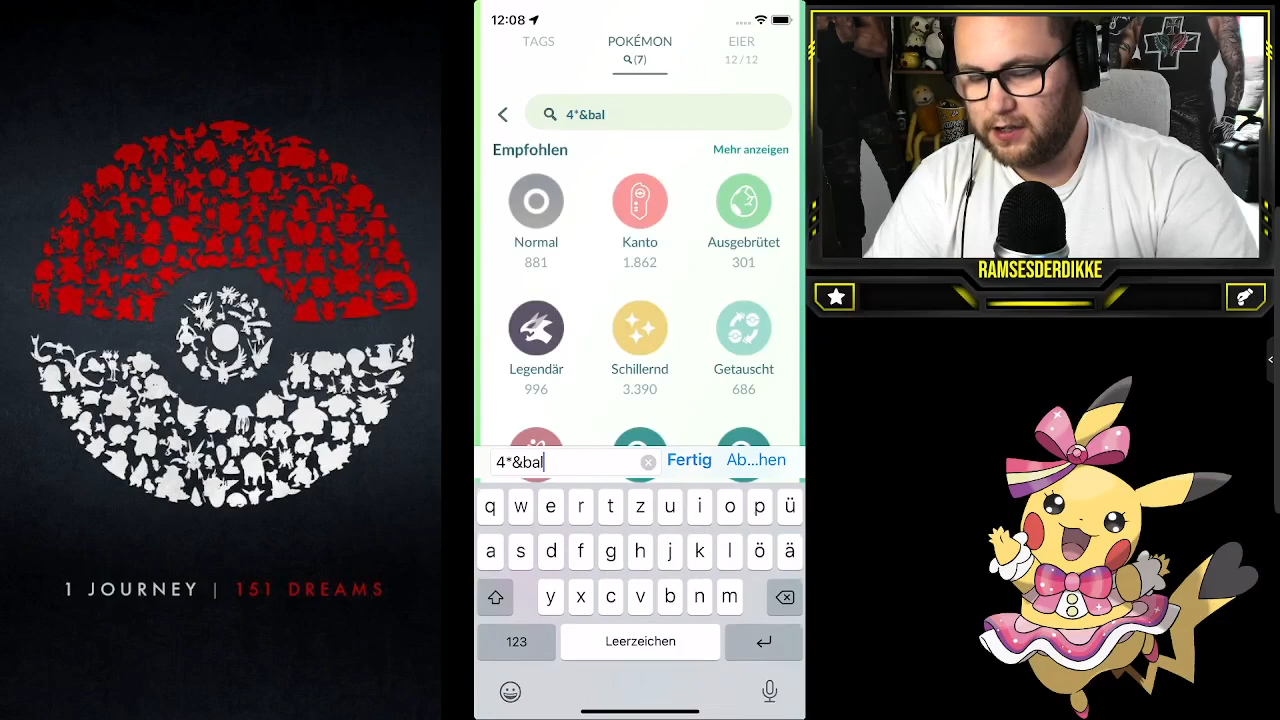 12:08
TAGS
POKÉMON
EIER
(7)
12 / 12
4*&bal
Empfohlen
Mehr anzeigen
Normal
Kanto
Ausgebrütet
881
1.862
301
Legendär
Schillernd
Getauscht
996
3.390
686
4*&bal
Fertig
Ab...hen
q w e r t z u i o p ü
a s d f g h j k l ö ä
y x c v b n m
123
Leerzeichen
1 JOURNEY | 151 DREAMS
RAMSESDERDIKKE